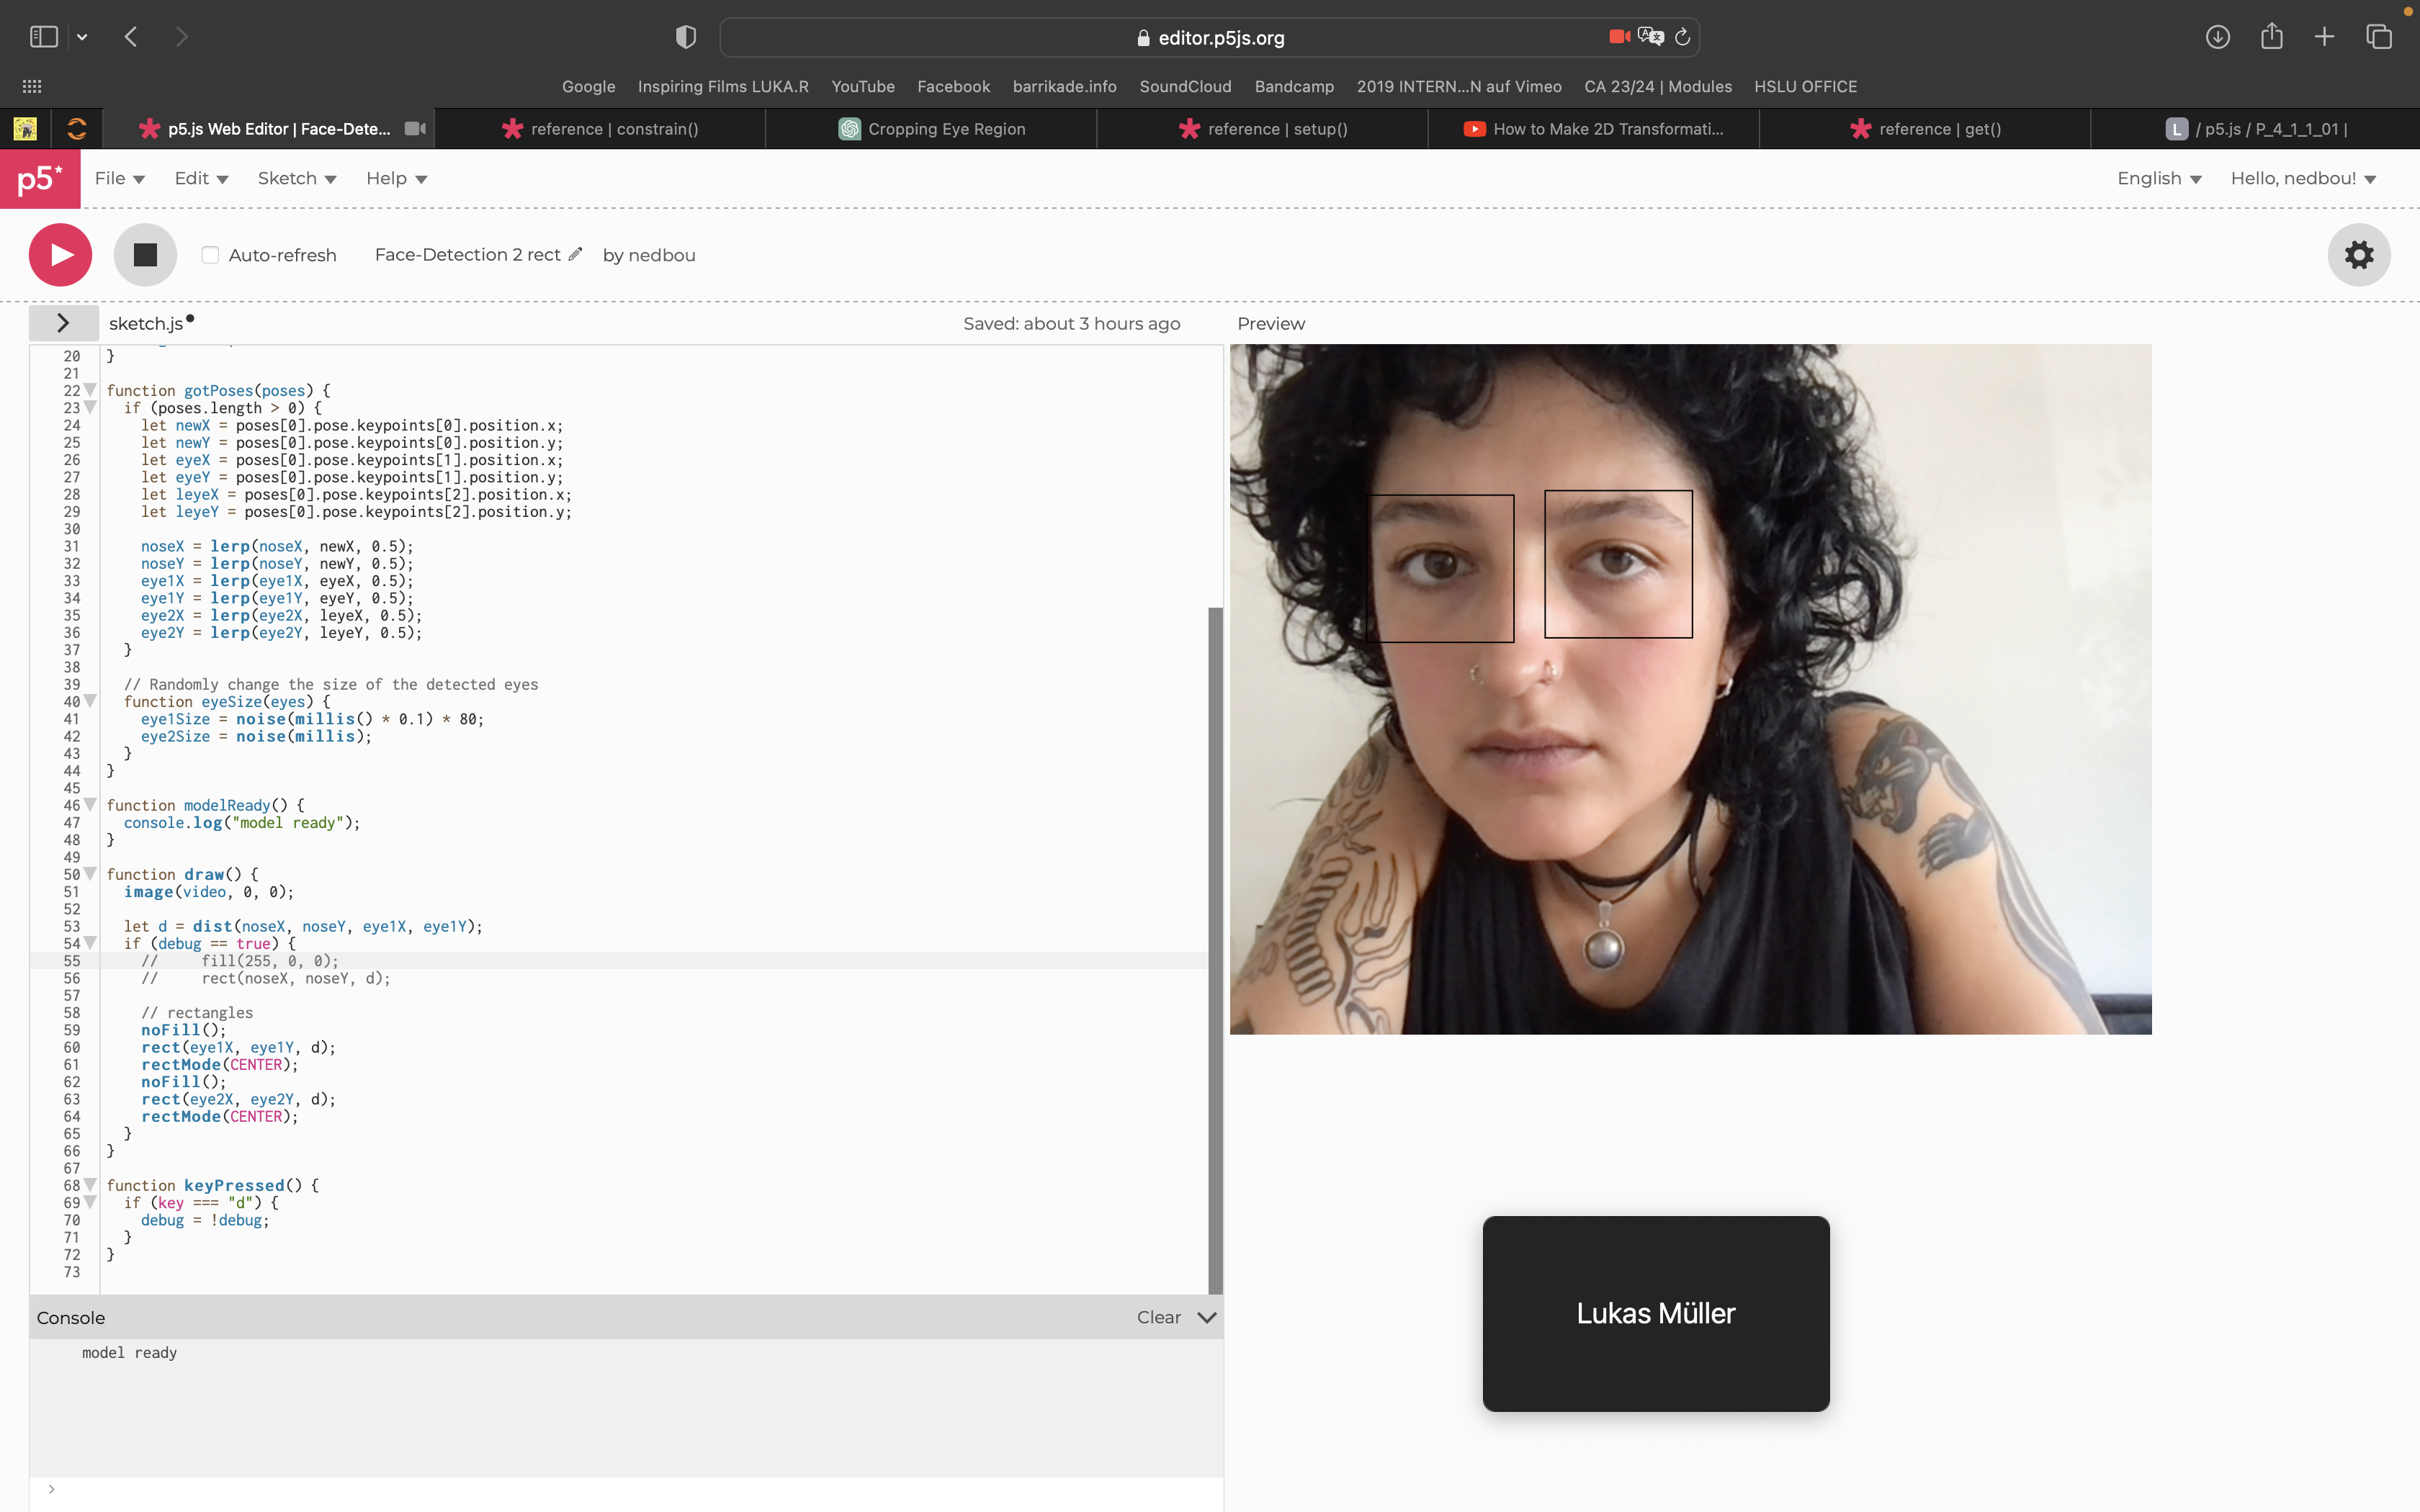 editor.p5js.org
Google Inspiring Films LUKA.R YouTube Facebook barrikade.info SoundCloud Bandcamp 2019 INTERN...N auf Vimeo CA 23/24 | Modules HSLU OFFICE
p5.js Web Editor | Face-Dete... reference | constrain() Cropping Eye Region reference | setup() How to Make 2D Transformati... reference | get() L / p5.js / P_4_1_1_01 |
p5* File Edit Sketch Help English Hello, nedbou!
Auto-refresh Face-Detection 2 rect by nedbou
sketch.js Saved: about 3 hours ago Preview
20 }
21
22 function gotPoses(poses) {
23 if (poses.length > 0) {
24 let newX = poses[0].pose.keypoints[0].position.x;
25 let newY = poses[0].pose.keypoints[0].position.y;
26 let eyeX = poses[0].pose.keypoints[1].position.x;
27 let eyeY = poses[0].pose.keypoints[1].position.y;
28 let leyeX = poses[0].pose.keypoints[2].position.x;
29 let leyeY = poses[0].pose.keypoints[2].position.y;
30
31 noseX = lerp(noseX, newX, 0.5);
32 noseY = lerp(noseY, newY, 0.5);
33 eye1X = lerp(eye1X, eyeX, 0.5);
34 eye1Y = lerp(eye1Y, eyeY, 0.5);
35 eye2X = lerp(eye2X, leyeX, 0.5);
36 eye2Y = lerp(eye2Y, leyeY, 0.5);
37 }
38
39 // Randomly change the size of the detected eyes
40 function eyeSize(eyes) {
41 eye1Size = noise(millis() * 0.1) * 80;
42 eye2Size = noise(millis);
43 }
44 }
45
46 function modelReady() {
47 console.log("model ready");
48 }
49
50 function draw() {
51 image(video, 0, 0);
52
53 let d = dist(noseX, noseY, eye1X, eye1Y);
54 if (debug == true) {
55 // fill(255, 0, 0);
56 // rect(noseX, noseY, d);
57
58 // rectangles
59 noFill();
60 rect(eye1X, eye1Y, d);
61 rectMode(CENTER);
62 noFill();
63 rect(eye2X, eye2Y, d);
64 rectMode(CENTER);
65 }
66 }
67
68 function keyPressed() {
69 if (key === "d") {
70 debug = !debug;
71 }
72 }
73
Console Clear
model ready
Lukas Müller